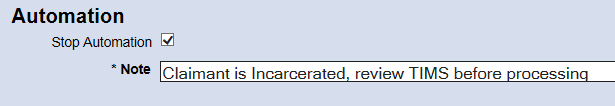 Automation
Stop Automation
* Note Claimant is Incarcerated, review TIMS before processing